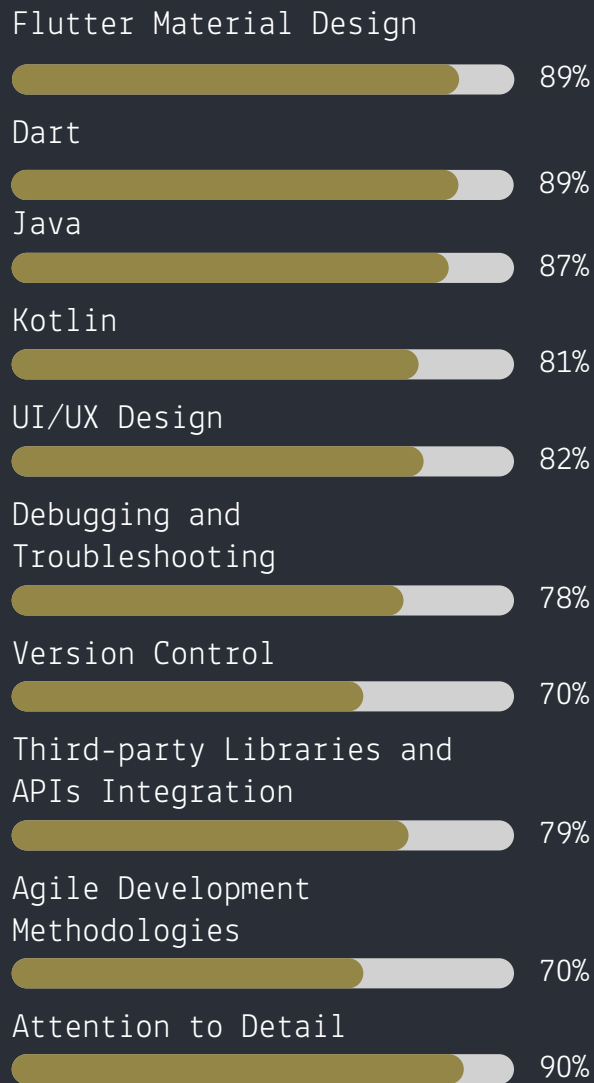 Flutter Material Design
89%
Dart
89%
Java
87%
Kotlin
81%
UI/UX Design
82%
Debugging and
Troubleshooting
78%
Version Control
70%
Third-party Libraries and
APIs Integration
79%
Agile Development
Methodologies
70%
Attention to Detail
90%